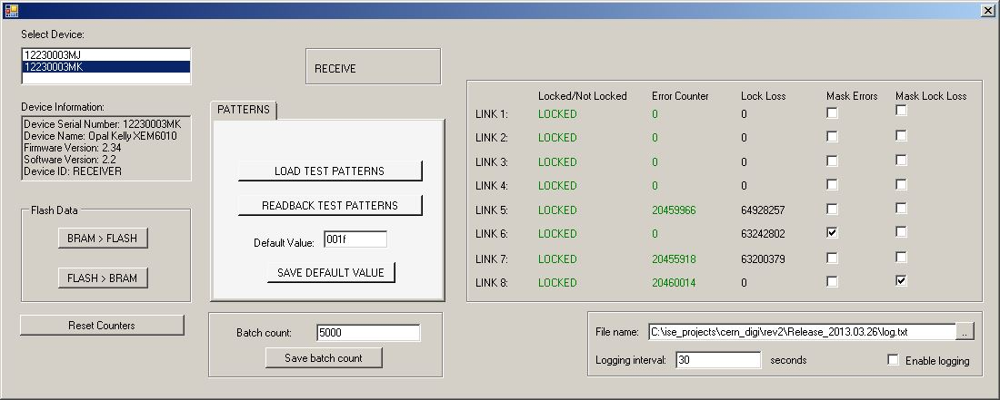 Select Device:
12230003MJ
12230003MK
RECEIVE
Device Information:
Device Serial Number: 12230003MK
Device Name: Opal Kelly XEM6010
Firmware Version: 2.34
Software Version: 2.2
Device ID: RECEIVER
Flash Data
BRAM > FLASH
FLASH > BRAM
Reset Counters
PATTERNS
LOAD TEST PATTERNS
READBACK TEST PATTERNS
Default Value: 001f
SAVE DEFAULT VALUE
Batch count: 5000
Save batch count
Locked/Not Locked Error Counter Lock Loss Mask Errors Mask Lock Loss
LINK 1: LOCKED 0 0
LINK 2: LOCKED 0 0
LINK 3: LOCKED 0 0
LINK 4: LOCKED 0 0
LINK 5: LOCKED 20459966 64928257
LINK 6: LOCKED 0 63242802
LINK 7: LOCKED 20455918 63200379
LINK 8: LOCKED 20460014 0
File name: C:\ise_projects\cern_digi\rev2\Release_2013.03.26\log.txt ..
Logging interval: 30 seconds Enable logging